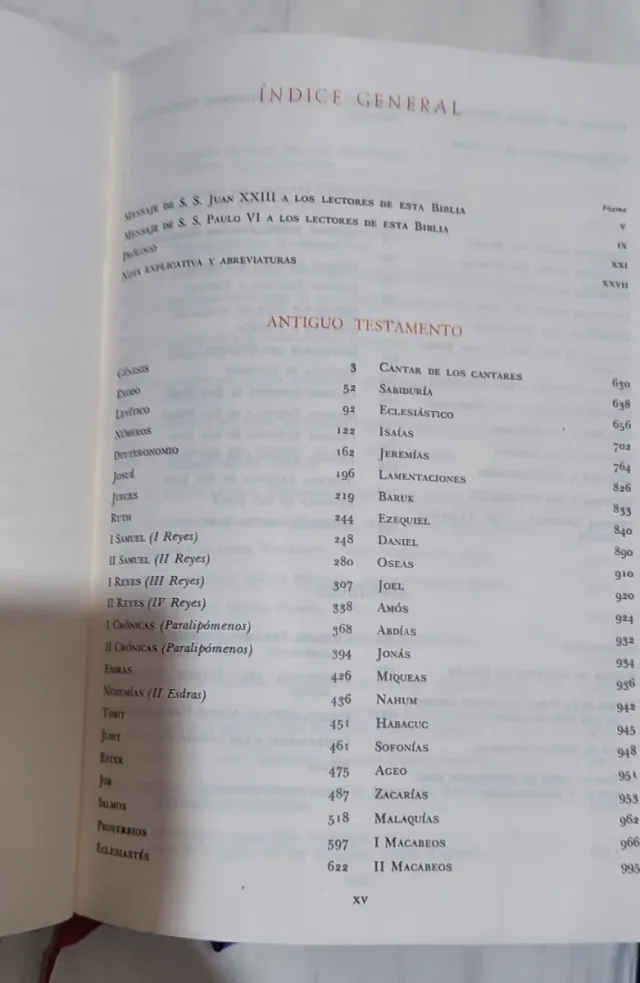 ÍNDICE GENERAL
Página
Mensaje de S. S. Juan XXIII a los lectores de esta Biblia V
Mensaje de S. S. Paulo VI a los lectores de esta Biblia IX
Prólogo XXI
Nota explicativa y abreviaturas XXVII
ANTIGUO TESTAMENTO
Génesis 3
Éxodo 52
Levítico 92
Números 122
Deuteronomio 162
Josué 196
Jueces 219
Ruth 244
I Samuel (I Reyes) 248
II Samuel (II Reyes) 280
I Reyes (III Reyes) 307
II Reyes (IV Reyes) 338
I Crónicas (Paralipómenos) 368
II Crónicas (Paralipómenos) 394
Esdras 426
Nehemías (II Esdras) 436
Tobit 451
Judit 461
Ester 475
Job 487
Salmos 518
Proverbios 597
Eclesiastés 622
Cantar de los cantares 630
Sabiduría 638
Eclesiástico 656
Isaías 702
Jeremías 764
Lamentaciones 826
Baruk 833
Ezequiel 840
Daniel 890
Oseas 910
Joel 920
Amós 924
Abdías 932
Jonás 934
Miqueas 936
Nahum 942
Habacuc 945
Sofonías 948
Ageo 951
Zacarías 953
Malaquías 962
I Macabeos 966
II Macabeos 995
XV